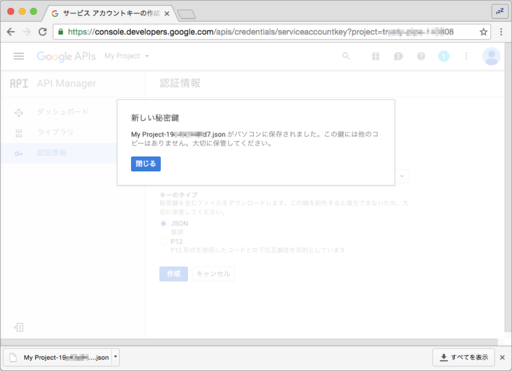 サービス アカウントキーの作成
https://console.developers.google.com/apis/credentials/serviceaccountkey?project=
Google APIs My Project
API API Manager 認証情報
ダッシュボード
ライブラリ
認証情報
新しい秘密鍵
My Project-19 d7.json がパソコンに保存されました。この鍵には他の
コピーはありません。大切に保管してください。
閉じる
キーのタイプ
秘密鍵を含むファイルをダウンロードします。この鍵を紛失すると復元できないため、大
切に保管してください。
JSON
推奨
P12
P12 形式を使用したコードとの下位互換性を目的としています
作成 キャンセル
My Project-19 ....json すべてを表示